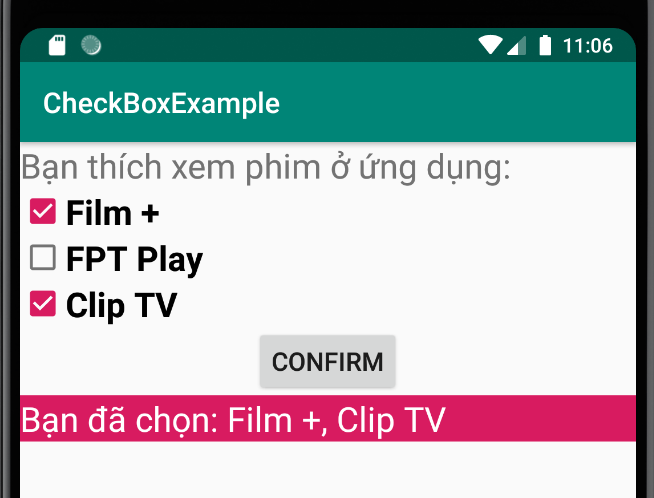 11:06
CheckBoxExample
Bạn thích xem phim ở ứng dụng:
Film +
FPT Play
Clip TV
CONFIRM
Bạn đã chọn: Film +, Clip TV